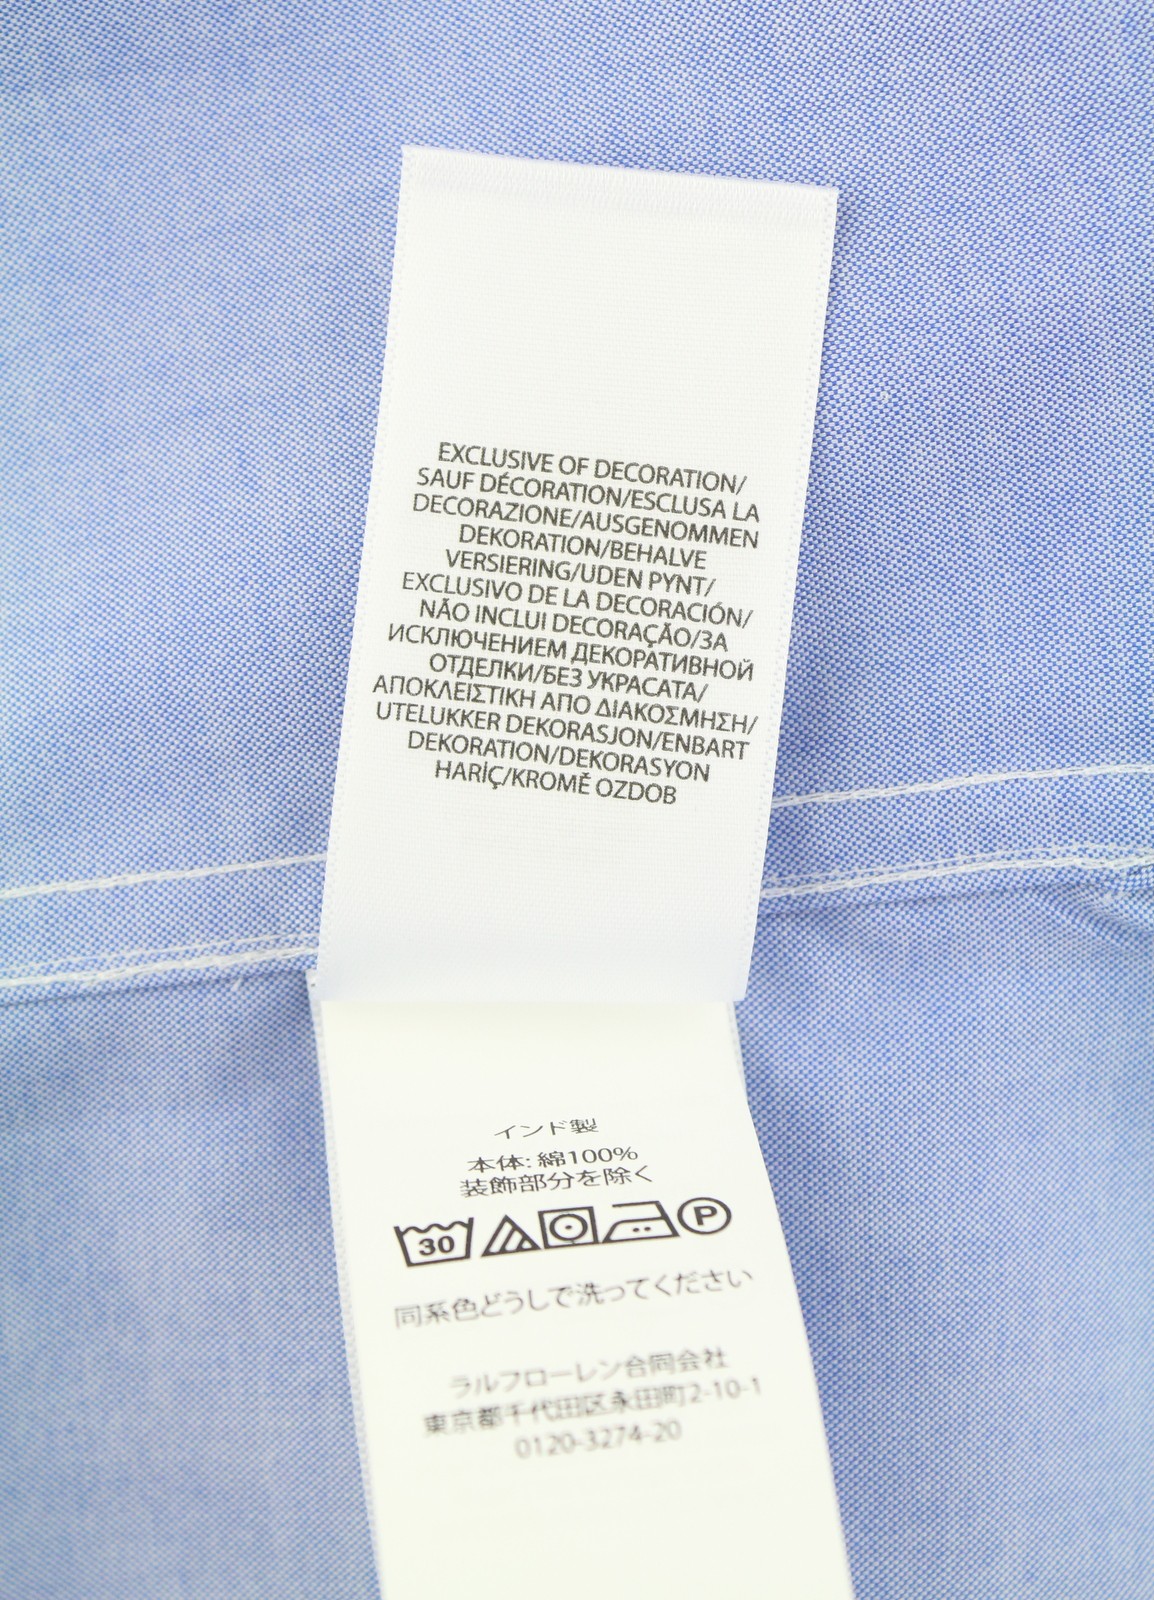 EXCLUSIVE OF DECORATION/
SAUF DÉCORATION/ESCLUSA LA
DECORAZIONE/AUSGENOMMEN
DEKORATION/BEHALVE
VERSIERING/UDEN PYNT/
EXCLUSIVO DE LA DECORACIÓN/
NÃO INCLUI DECORAÇÃO/ЗА
ИСКЛЮЧЕНИЕМ ДЕКОРАТИВНОЙ
ОТДЕЛКИ/БЕЗ УКРАСАТА/
ΑΠΟΚΛΕΙΣΤΙΚΗ ΑΠΟ ΔΙΑΚΟΣΜΗΣΗ/
UTELUKKER DEKORASJON/ENBART
DEKORATION/DEKORASYON
HARİÇ/KROMĚ OZDOB
インド製
本体: 綿100%
装飾部分を除く
30 P
同系色どうしで洗ってください
ラルフローレン合同会社
東京都千代田区永田町2-10-1
0120-3274-20